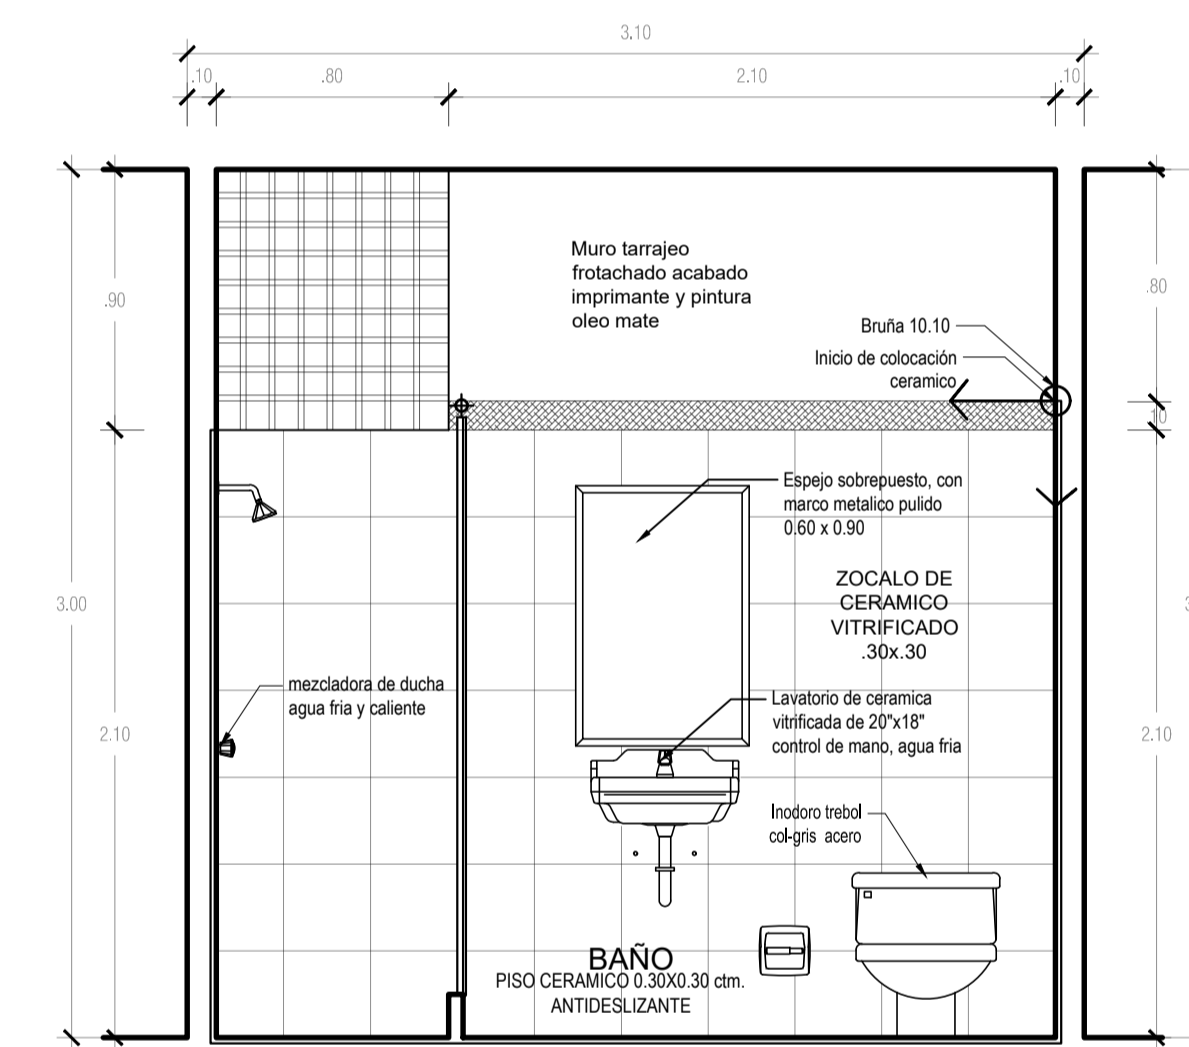 3.10
.10
.80
2.10
.10
Muro tarrajeo
frotachado acabado
imprimante y pintura
oleo mate
.90
.80
Bruña 10.10
Inicio de colocación
ceramico
Espejo sobrepuesto, con
marco metalico pulido
0.60 x 0.90
ZOCALO DE
CERAMICO
VITRIFICADO
.30x.30
3.00
3
mezcladora de ducha
agua fria y caliente
Lavatorio de ceramica
vitrificada de 20"x18"
control de mano, agua fria
2.10
2.10
Inodoro trebol
col-gris acero
BAÑO
PISO CERAMICO 0.30X0.30 ctm.
ANTIDESLIZANTE